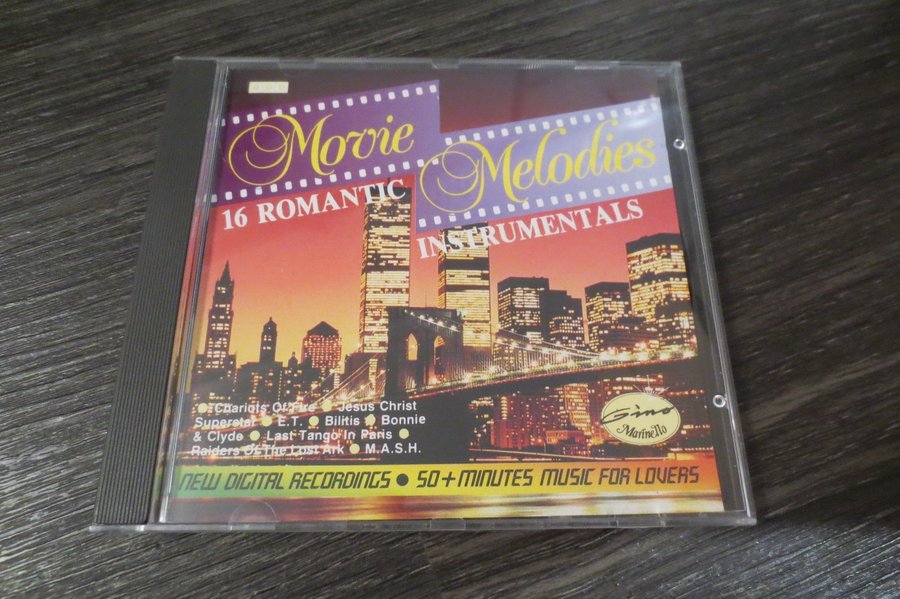 Movie
Melodies
16 ROMANTIC
INSTRUMENTALS
● Chariots Of Fire ● Jesus Christ
Superstar ● E.T. ● Bilitis ● Bonnie
& Clyde ● Last Tango In Paris ●
Raiders Of The Lost Ark ● M.A.S.H.
Gino
Marinello
NEW DIGITAL RECORDINGS ● 50+MINUTES MUSIC FOR LOVERS